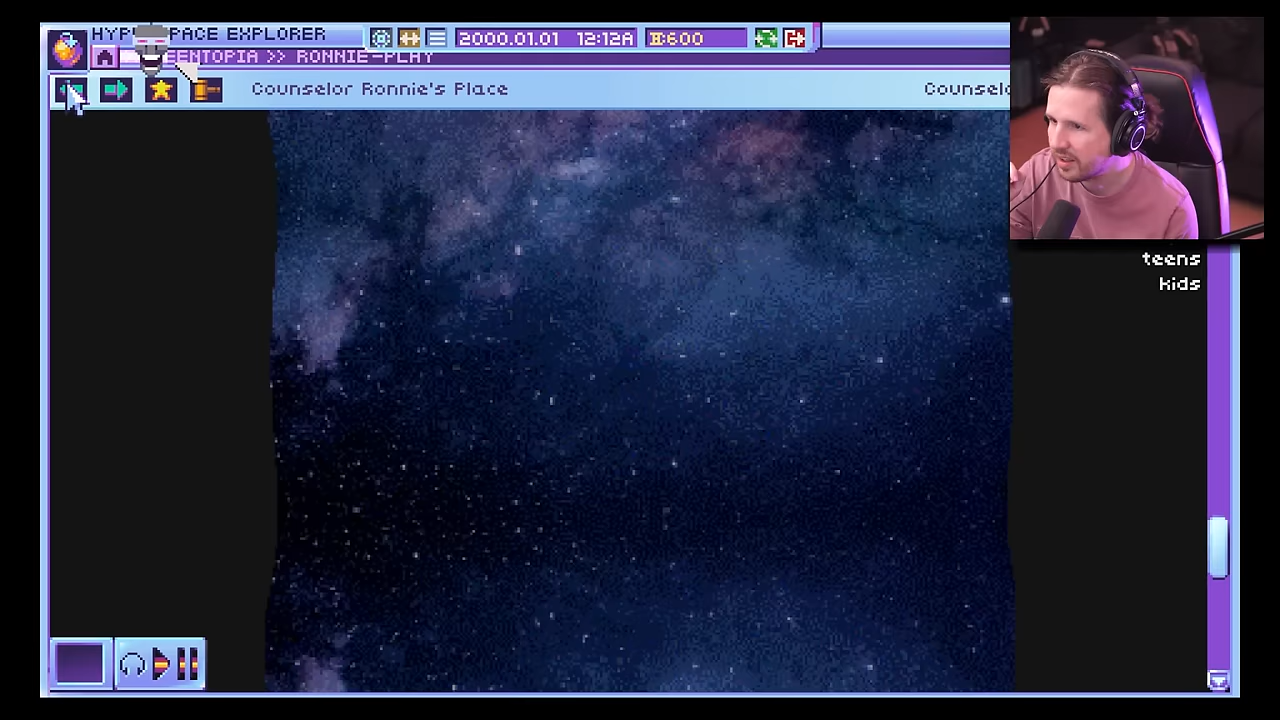 HYP PACE EXPLORER
2000.01.01 12:12A
600
EENTOPIA >> RONNIE-PLAY
Counselor Ronnie's Place
Counselo
teens
kids